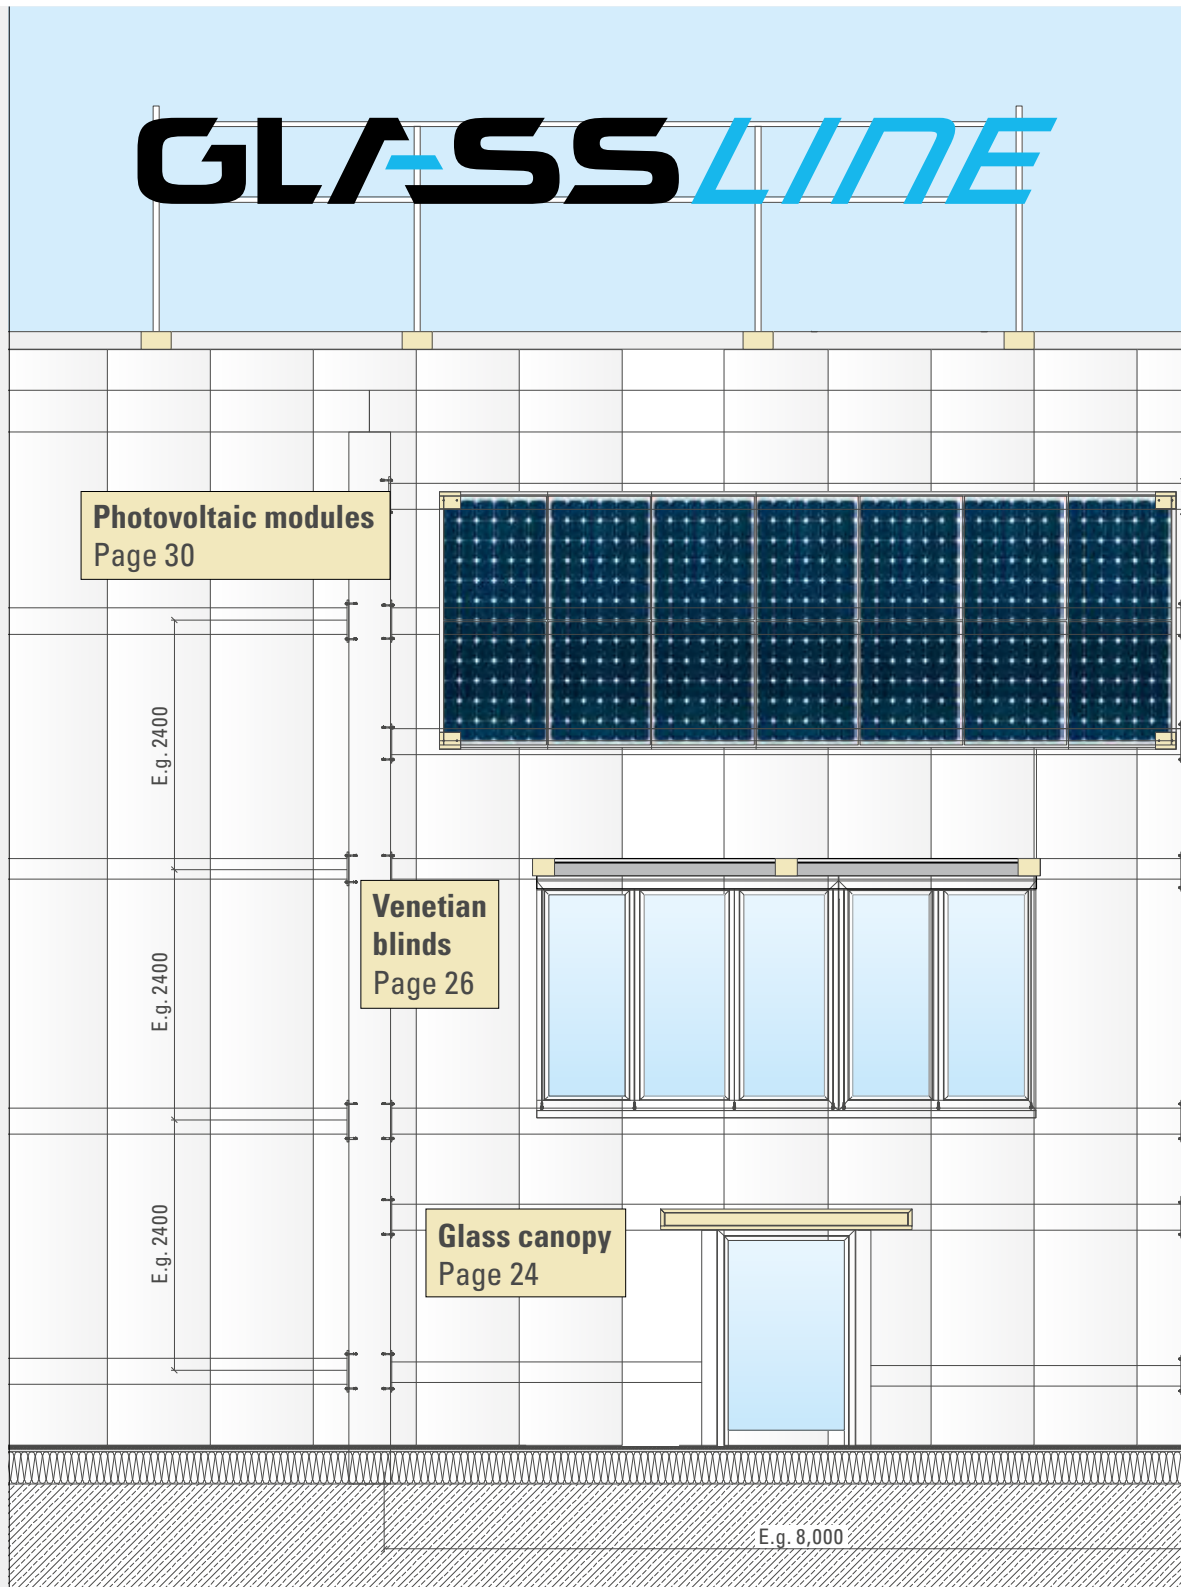 GLASSLINE
Photovoltaic modules
Page 30
E.g. 2400
Venetian
blinds
Page 26
E.g. 2400
Glass canopy
Page 24
E.g. 2400
E.g. 8,000